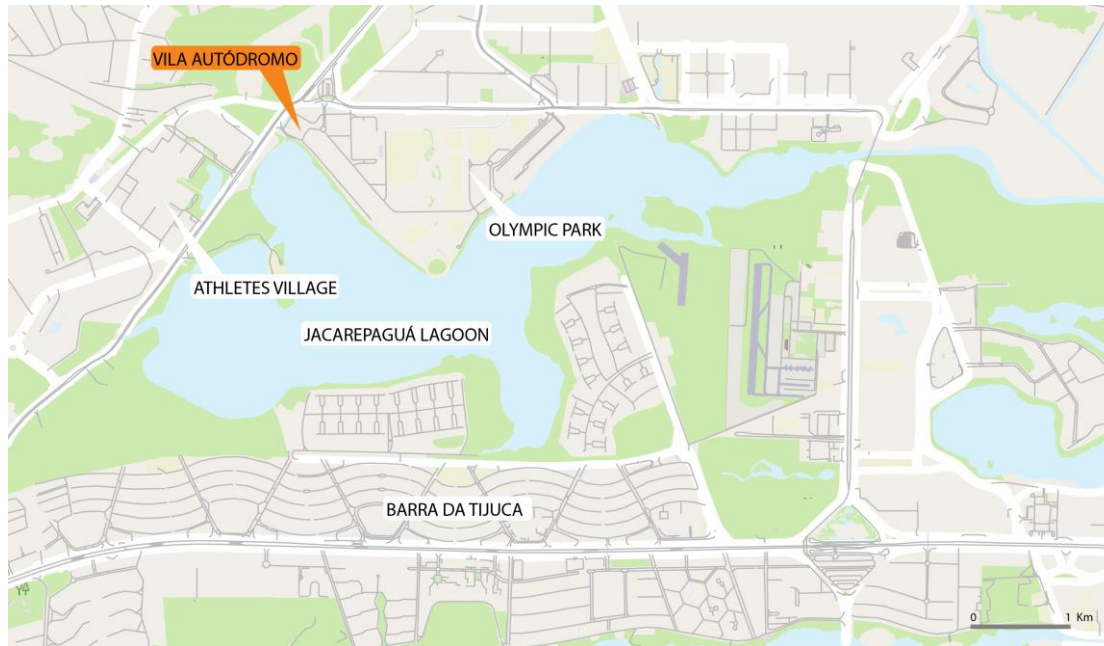 VILA AUTÓDROMO
OLYMPIC PARK
ATHLETES VILLAGE
JACAREPAGUÁ LAGOON
BARRA DA TIJUCA
0 1 Km